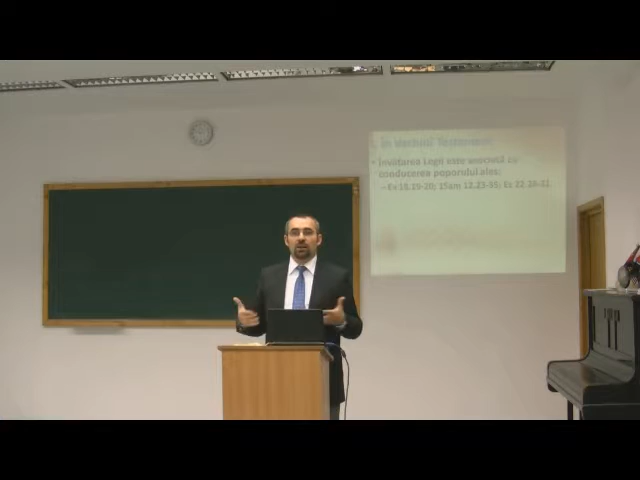 În Vechiul Testament
• Învățarea Legii este asociată cu
conducerea poporului ales:
– Ex 18.19-20; 1Sam 12.23-35; Ez 22.26-31